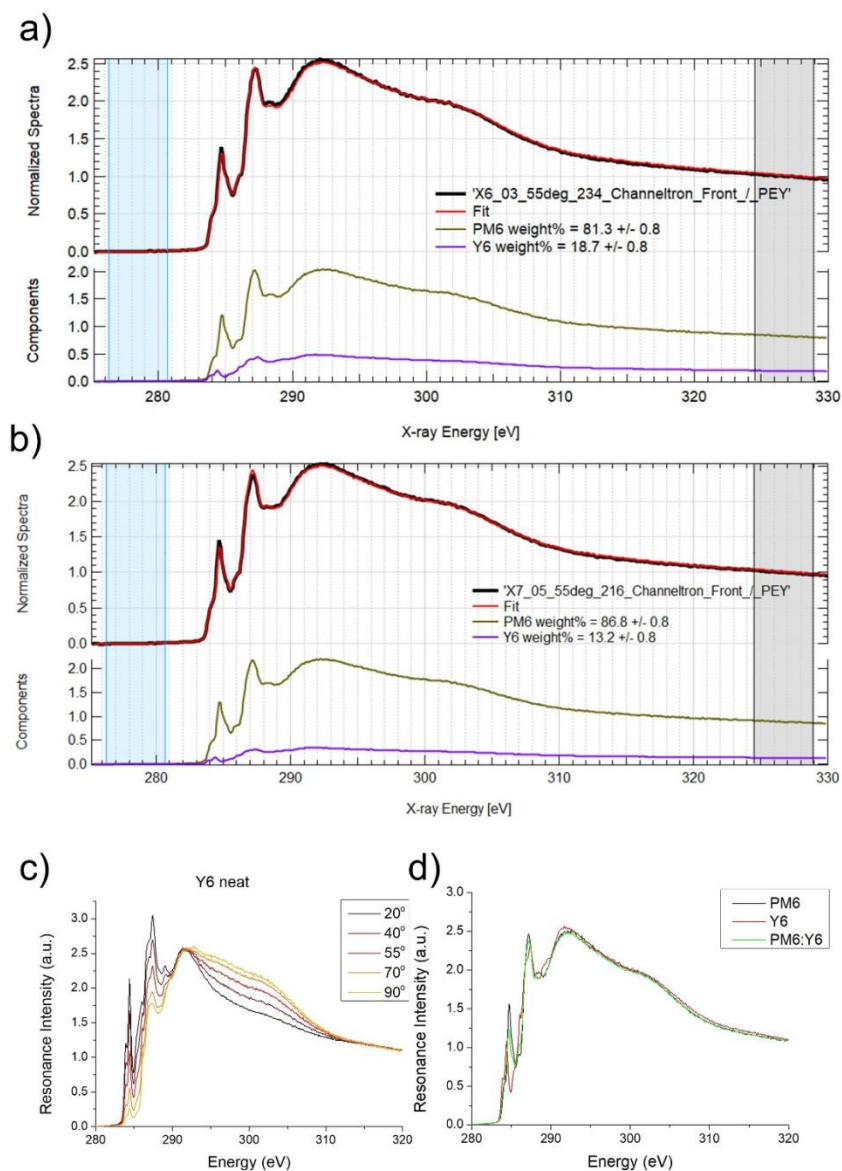 a)
2.5
2.0
1.5
1.0
0.5
0.0
Normalized Spectra
'X6_03_55deg_234_Channeltron_Front_/_PEY'
Fit
PM6 weight% = 81.3 +/- 0.8
Y6 weight% = 18.7 +/- 0.8
2.0
1.5
1.0
0.5
0.0
Components
280 290 300 310 320 330
X-ray Energy [eV]
b)
2.5
2.0
1.5
1.0
0.5
0.0
Normalized Spectra
'X7_05_55deg_216_Channeltron_Front_/_PEY'
Fit
PM6 weight% = 86.8 +/- 0.8
Y6 weight% = 13.2 +/- 0.8
2.0
1.5
1.0
0.5
0.0
Components
280 290 300 310 320 330
X-ray Energy [eV]
c)
Y6 neat
3.5
3.0
2.5
2.0
1.5
1.0
0.5
0.0
Resonance Intensity (a.u.)
20°
40°
55°
70°
90°
280 290 300 310 320
Energy (eV)
d)
3.0
2.5
2.0
1.5
1.0
0.5
0.0
Resonance Intensity (a.u.)
PM6
Y6
PM6:Y6
280 290 300 310 320
Energy (eV)